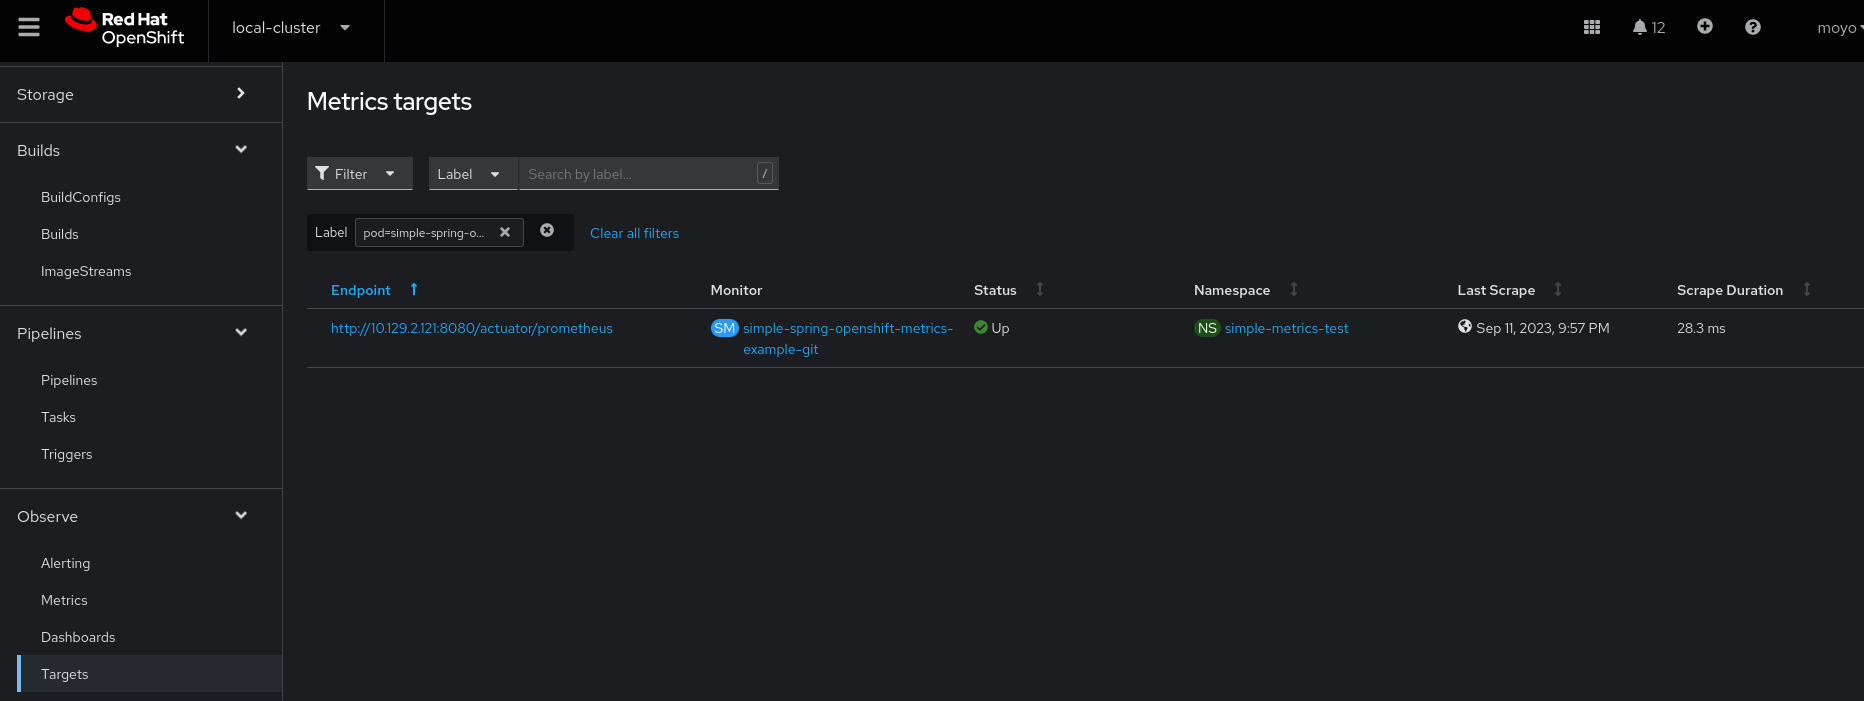 Red Hat
OpenShift
local-cluster
12
moyo
Storage
Builds
BuildConfigs
Builds
ImageStreams
Pipelines
Pipelines
Tasks
Triggers
Observe
Alerting
Metrics
Dashboards
Targets
Metrics targets
Filter
Label
Search by label...
/
Label
pod=simple-spring-o...
Clear all filters
Endpoint Monitor Status Namespace Last Scrape Scrape Duration
http://10.129.2.121:8080/actuator/prometheus SM simple-spring-openshift-metrics- Up NS simple-metrics-test Sep 11, 2023, 9:57 PM 28.3 ms
example-git